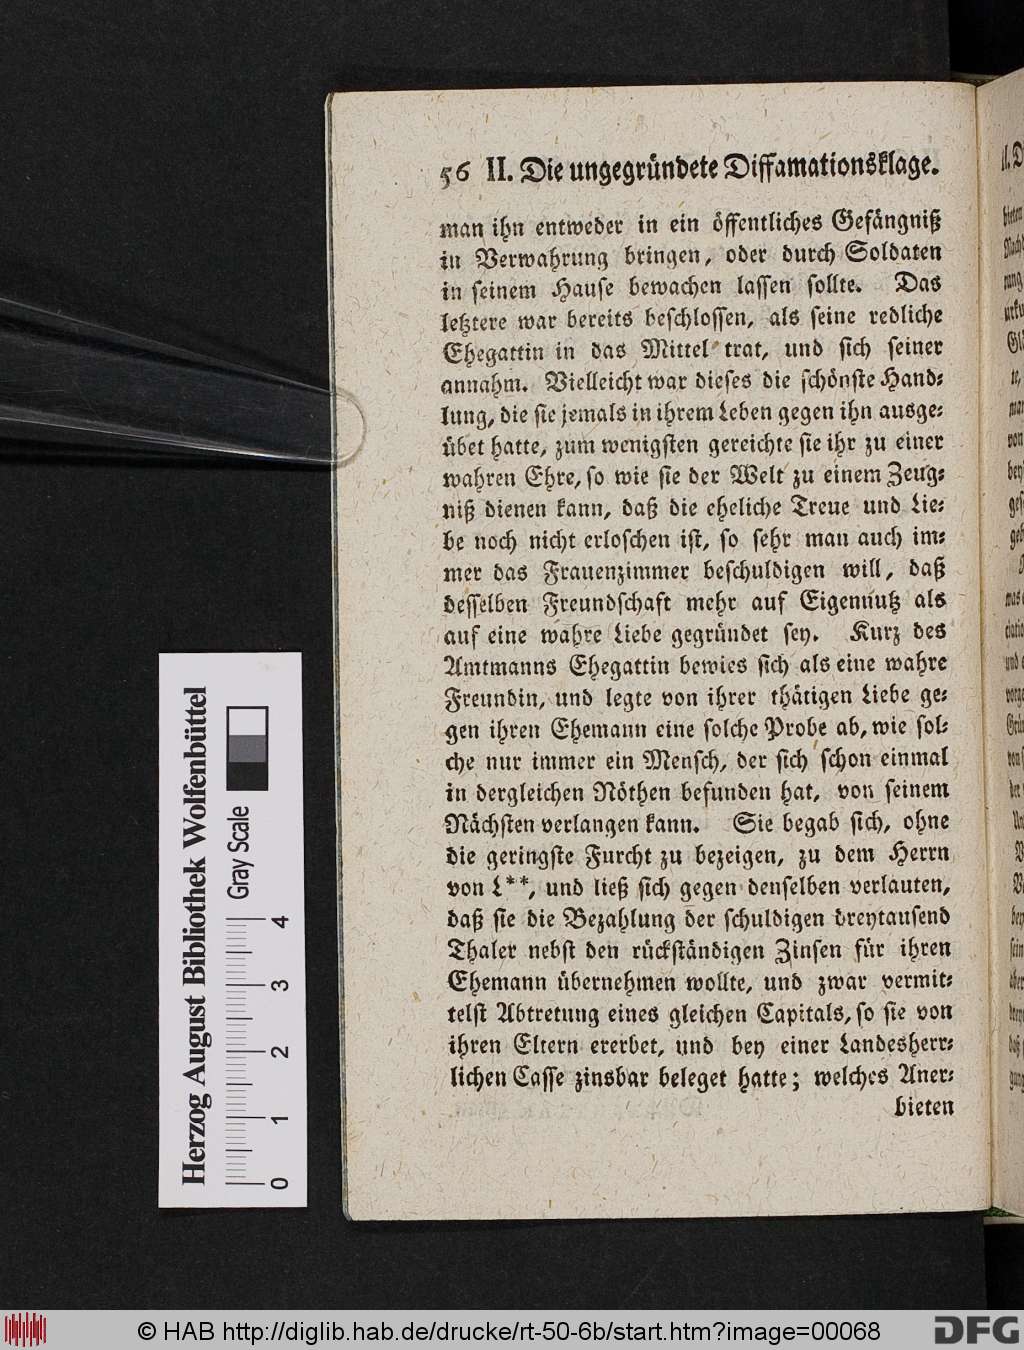 56 II. Die ungegründete Diffamationsklage.
man ihn entweder in ein öffentliches Gefängniß
in Verwahrung bringen, oder durch Soldaten
in seinem Hause bewachen lassen sollte. Das
letztere war bereits beschlossen, als seine redliche
Ehegattin in das Mittel trat, und sich seiner
annahm. Vielleicht war dieses die schönste Hand-
lung, die sie jemals in ihrem Leben gegen ihn ausge-
übet hatte, zum wenigsten gereichte sie ihr zu einer
wahren Ehre, so wie sie der Welt zu einem Zeug-
niß dienen kann, daß die eheliche Treue und Lie-
be noch nicht erloschen ist, so sehr man auch im-
mer das Frauenzimmer beschuldigen will, daß
desselben Freundschaft mehr auf Eigennutz als
auf eine wahre Liebe gegründet sey. Kurz des
Amtmanns Ehegattin bewies sich als eine wahre
Freundin, und legte von ihrer thätigen Liebe ge-
gen ihren Ehemann eine solche Probe ab, wie sol-
che nur immer ein Mensch, der sich schon einmal
in dergleichen Nöthen befunden hat, von seinem
Nächsten verlangen kann. Sie begab sich, ohne
die geringste Furcht zu bezeigen, zu dem Herrn
von L**, und ließ sich gegen denselben verlauten,
daß sie die Bezahlung der schuldigen dreytausend
Thaler nebst den rückständigen Zinsen für ihren
Ehemann übernehmen wollte, und zwar vermit-
telst Abtretung eines gleichen Capitals, so sie von
ihren Eltern ererbet, und bey einer Landesherr-
lichen Casse zinsbar beleget hatte; welches Aner-
bieten
Herzog August Bibliothek Wolfenbüttel
Gray Scale
0 1 2 3 4
© HAB http://diglib.hab.de/drucke/rt-50-6b/start.htm?image=00068
DFG